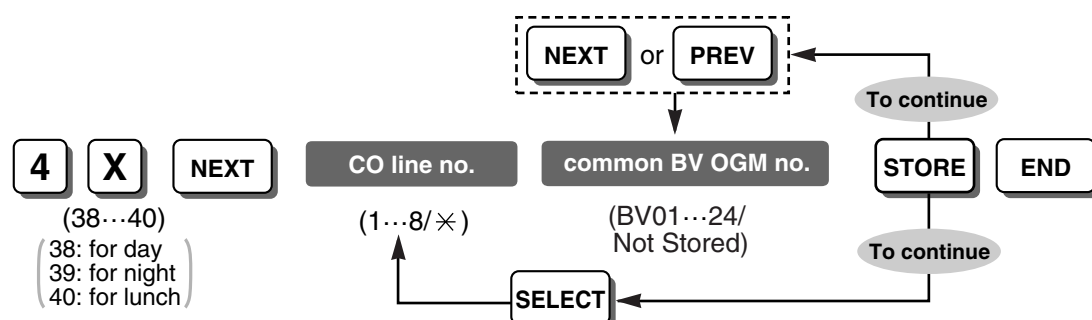 NEXT or PREV
To continue
4 X NEXT CO line no. common BV OGM no. STORE END
(38···40)
38: for day
39: for night
40: for lunch
(1···8/✳)
(BV01···24/
Not Stored)
To continue
SELECT